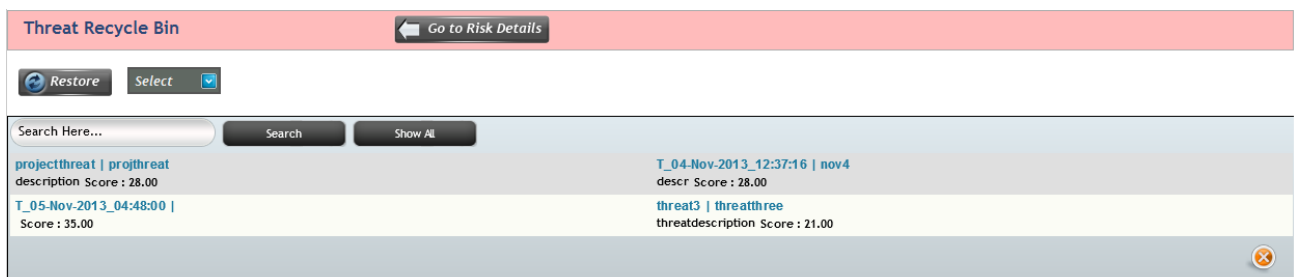 Threat Recycle Bin
Go to Risk Details
Restore
Select
Search Here...
Search
Show All
projectthreat | projthreat
description Score : 28.00
T_04-Nov-2013_12:37:16 | nov4
descr Score : 28.00
T_05-Nov-2013_04:48:00 |
Score : 35.00
threat3 | threatthree
threatdescription Score : 21.00